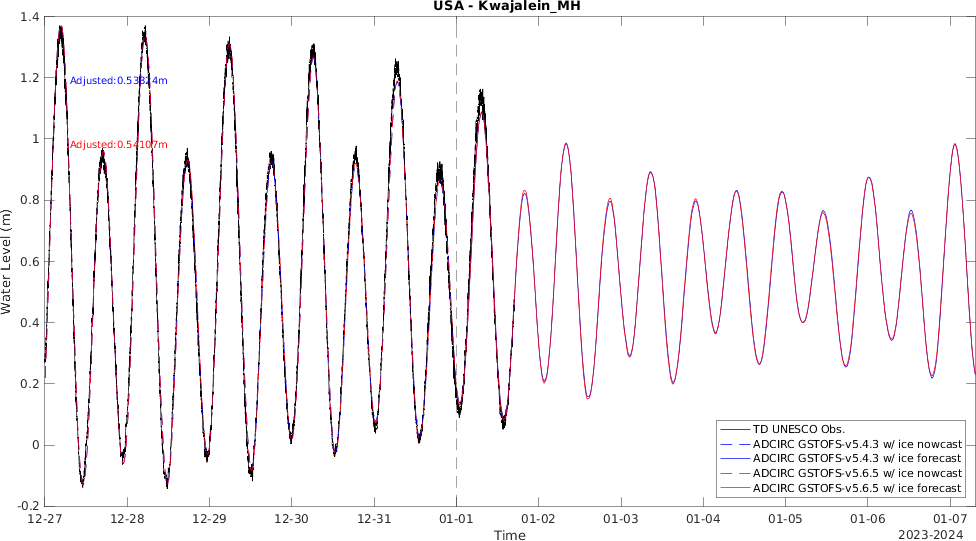 USA - Kwajalein_MH
1.4
1.2
1
0.8
0.6
0.4
0.2
0
-0.2
Water Level (m)
Adjusted:0.53824m
Adjusted:0.54107m
TD UNESCO Obs.
ADCIRC GSTOFS-v5.4.3 w/ ice nowcast
ADCIRC GSTOFS-v5.4.3 w/ ice forecast
ADCIRC GSTOFS-v5.6.5 w/ ice nowcast
ADCIRC GSTOFS-v5.6.5 w/ ice forecast
12-27 12-28 12-29 12-30 12-31 01-01 01-02 01-03 01-04 01-05 01-06 01-07
Time
2023-2024